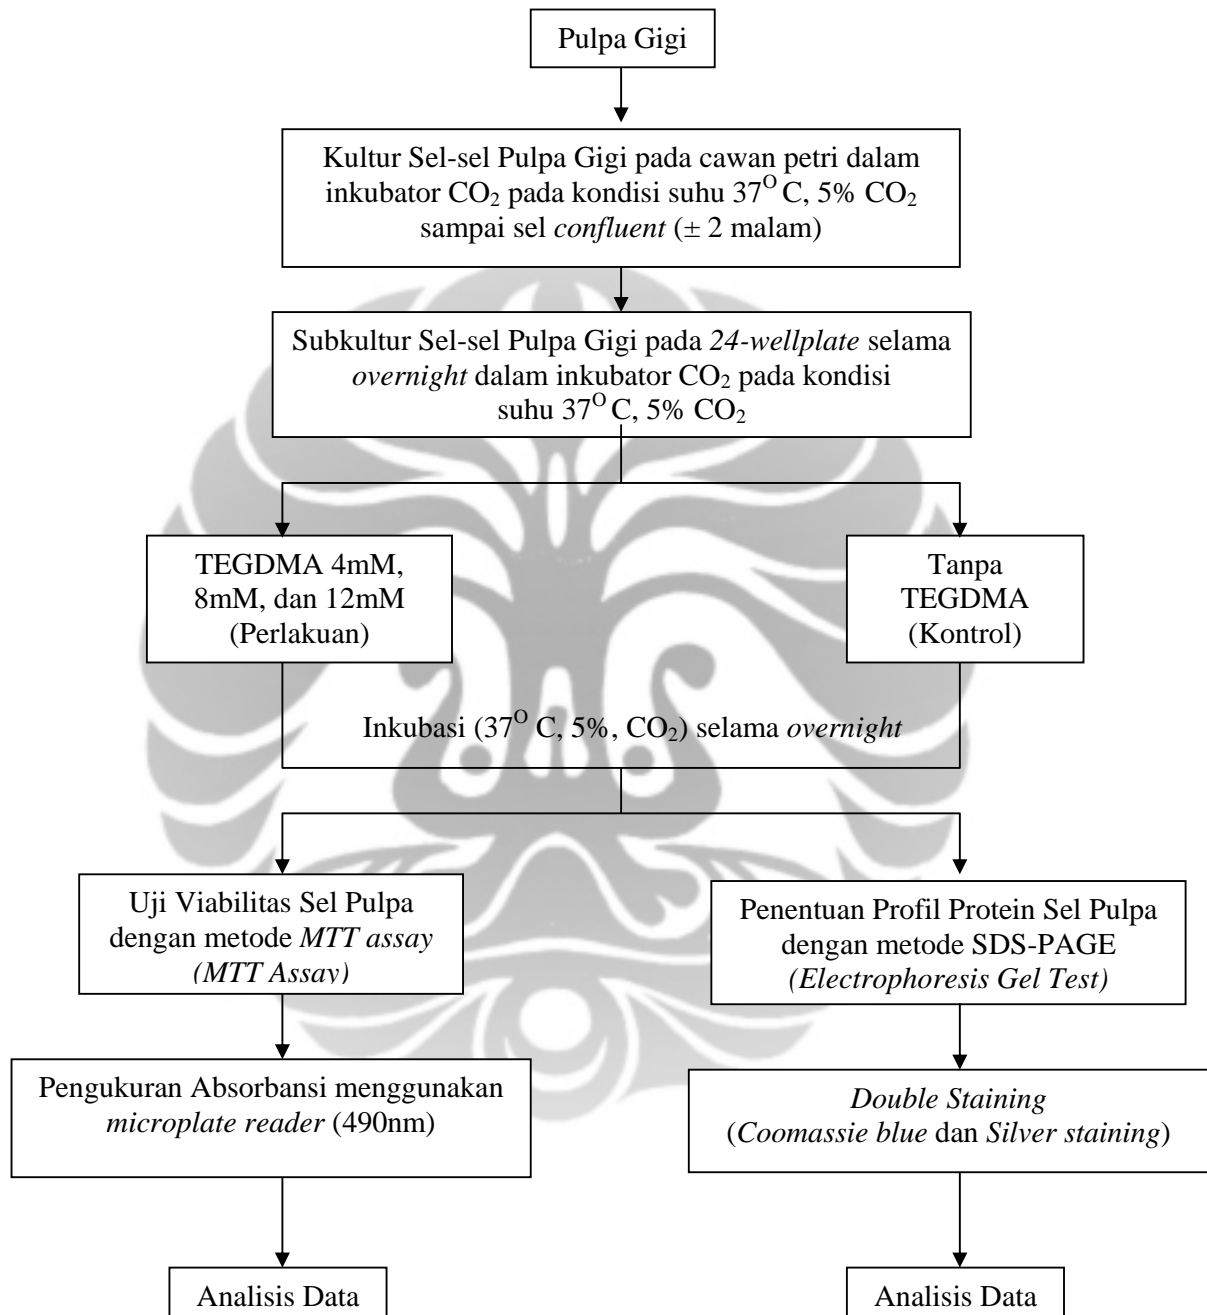 Pulpa Gigi
Kultur Sel-sel Pulpa Gigi pada cawan petri dalam
inkubator CO₂ pada kondisi suhu 37ᴼ C, 5% CO₂
sampai sel confluent (± 2 malam)
Subkultur Sel-sel Pulpa Gigi pada 24-wellplate selama
overnight dalam inkubator CO₂ pada kondisi
suhu 37ᴼ C, 5% CO₂
TEGDMA 4mM,
8mM, dan 12mM
(Perlakuan)
Tanpa
TEGDMA
(Kontrol)
Inkubasi (37ᴼ C, 5%, CO₂) selama overnight
Uji Viabilitas Sel Pulpa
dengan metode MTT assay
(MTT Assay)
Penentuan Profil Protein Sel Pulpa
dengan metode SDS-PAGE
(Electrophoresis Gel Test)
Pengukuran Absorbansi menggunakan
microplate reader (490nm)
Double Staining
(Coomassie blue dan Silver staining)
Analisis Data
Analisis Data